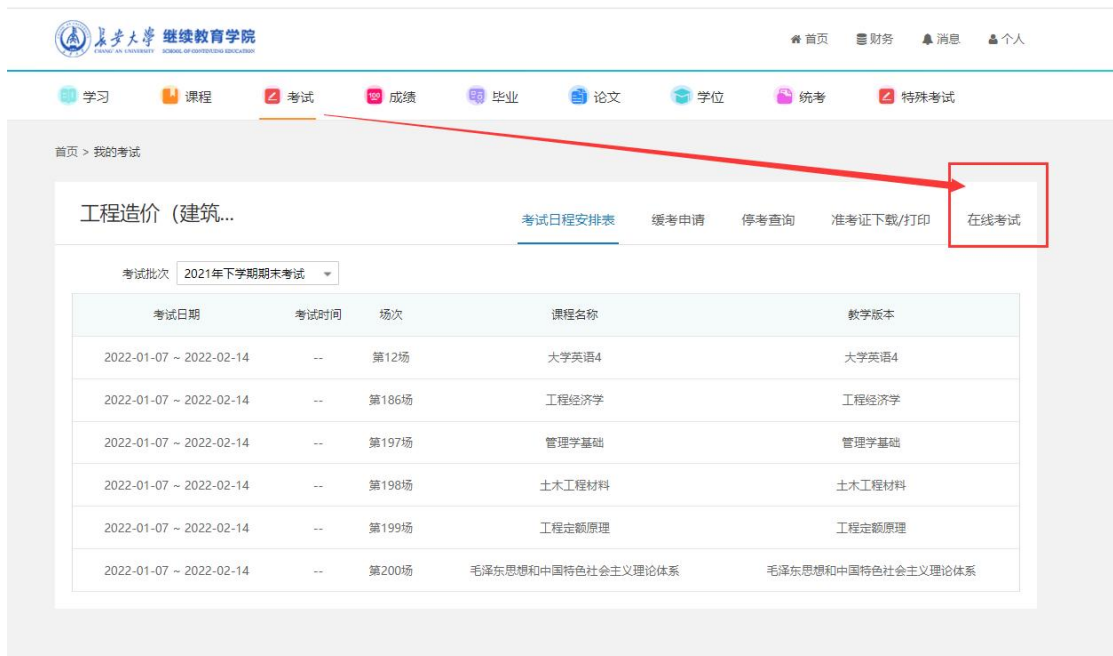 长安大学 继续教育学院
CHANG' AN UNIVERSITY SCHOOL OF CONTINUING EDUCATION
首页 财务 消息 个人
学习 课程 考试 100 成绩 毕业 论文 学位 统考 特殊考试
首页 > 我的考试
工程造价（建筑... 考试日程安排表 缓考申请 停考查询 准考证下载/打印 在线考试
考试批次 2021年下学期期末考试
考试日期 考试时间 场次 课程名称 教学版本
2022-01-07 ~ 2022-02-14 -- 第12场 大学英语4 大学英语4
2022-01-07 ~ 2022-02-14 -- 第186场 工程经济学 工程经济学
2022-01-07 ~ 2022-02-14 -- 第197场 管理学基础 管理学基础
2022-01-07 ~ 2022-02-14 -- 第198场 土木工程材料 土木工程材料
2022-01-07 ~ 2022-02-14 -- 第199场 工程定额原理 工程定额原理
2022-01-07 ~ 2022-02-14 -- 第200场 毛泽东思想和中国特色社会主义理论体系 毛泽东思想和中国特色社会主义理论体系